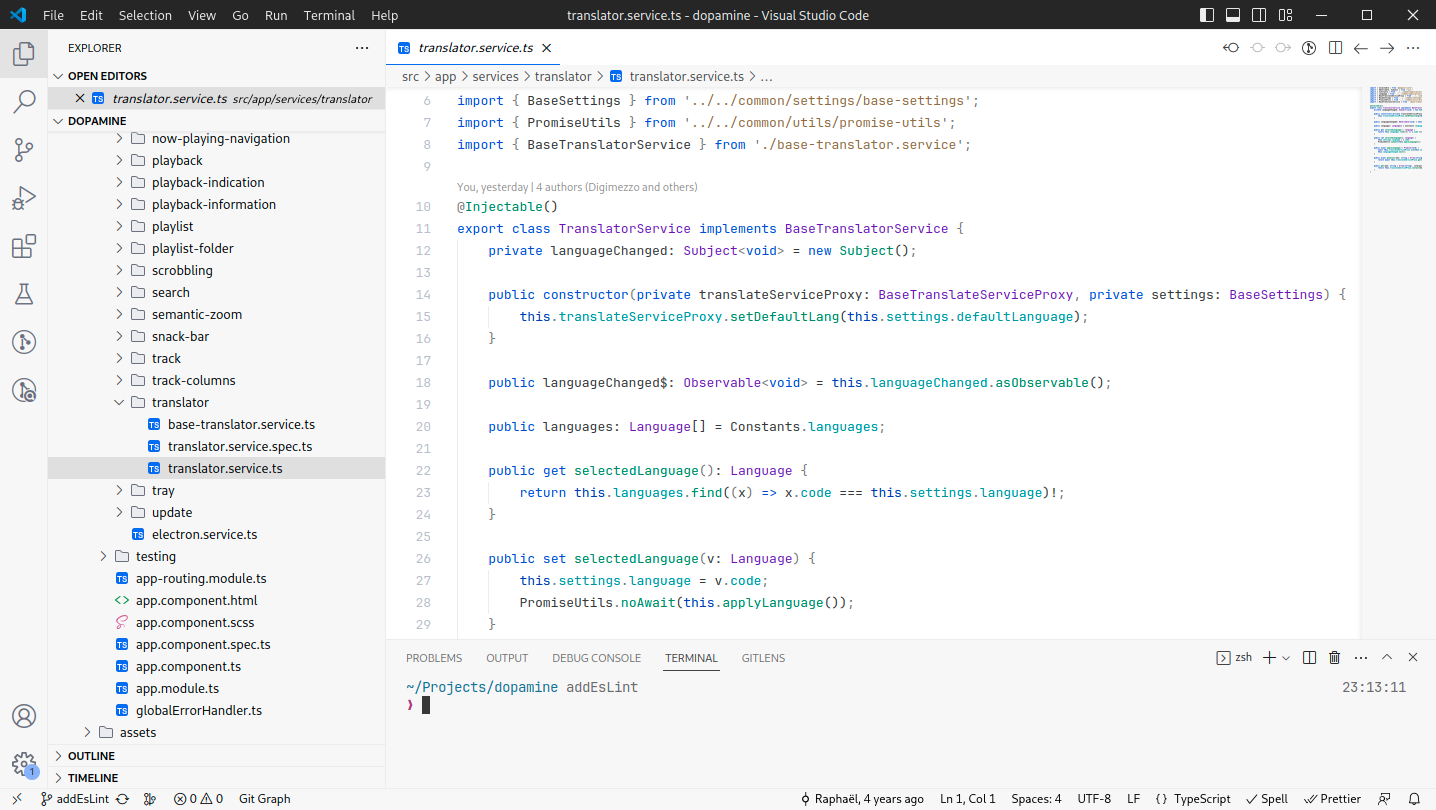 File Edit Selection View Go Run Terminal Help
translator.service.ts - dopamine - Visual Studio Code
EXPLORER
OPEN EDITORS
translator.service.ts src/app/services/translator
DOPAMINE
now-playing-navigation
playback
playback-indication
playback-information
playlist
playlist-folder
scrobbling
search
semantic-zoom
snack-bar
track
track-columns
translator
TS base-translator.service.ts
TS translator.service.spec.ts
TS translator.service.ts
tray
update
TS electron.service.ts
testing
TS app-routing.module.ts
app.component.html
app.component.scss
TS app.component.spec.ts
TS app.component.ts
TS app.module.ts
TS globalErrorHandler.ts
assets
OUTLINE
TIMELINE
1
TS translator.service.ts
src > app > services > translator > TS translator.service.ts > ...
6 import { BaseSettings } from '../../common/settings/base-settings';
7 import { PromiseUtils } from '../../common/utils/promise-utils';
8 import { BaseTranslatorService } from './base-translator.service';
9
You, yesterday | 4 authors (Digimezzo and others)
10 @Injectable()
11 export class TranslatorService implements BaseTranslatorService {
12 private languageChanged: Subject<void> = new Subject();
13
14 public constructor(private translateServiceProxy: BaseTranslateServiceProxy, private settings: BaseSettings) {
15 this.translateServiceProxy.setDefaultLang(this.settings.defaultLanguage);
16 }
17
18 public languageChanged$: Observable<void> = this.languageChanged.asObservable();
19
20 public languages: Language[] = Constants.languages;
21
22 public get selectedLanguage(): Language {
23 return this.languages.find((x) => x.code === this.settings.language)!;
24 }
25
26 public set selectedLanguage(v: Language) {
27 this.settings.language = v.code;
28 PromiseUtils.noAwait(this.applyLanguage());
29 }
PROBLEMS OUTPUT DEBUG CONSOLE TERMINAL GITLENS
zsh
~/Projects/dopamine addEsLint 23:13:11
❯
addEsLint 0 0 Git Graph
Raphaël, 4 years ago Ln 1, Col 1 Spaces: 4 UTF-8 LF {} TypeScript Spell Prettier